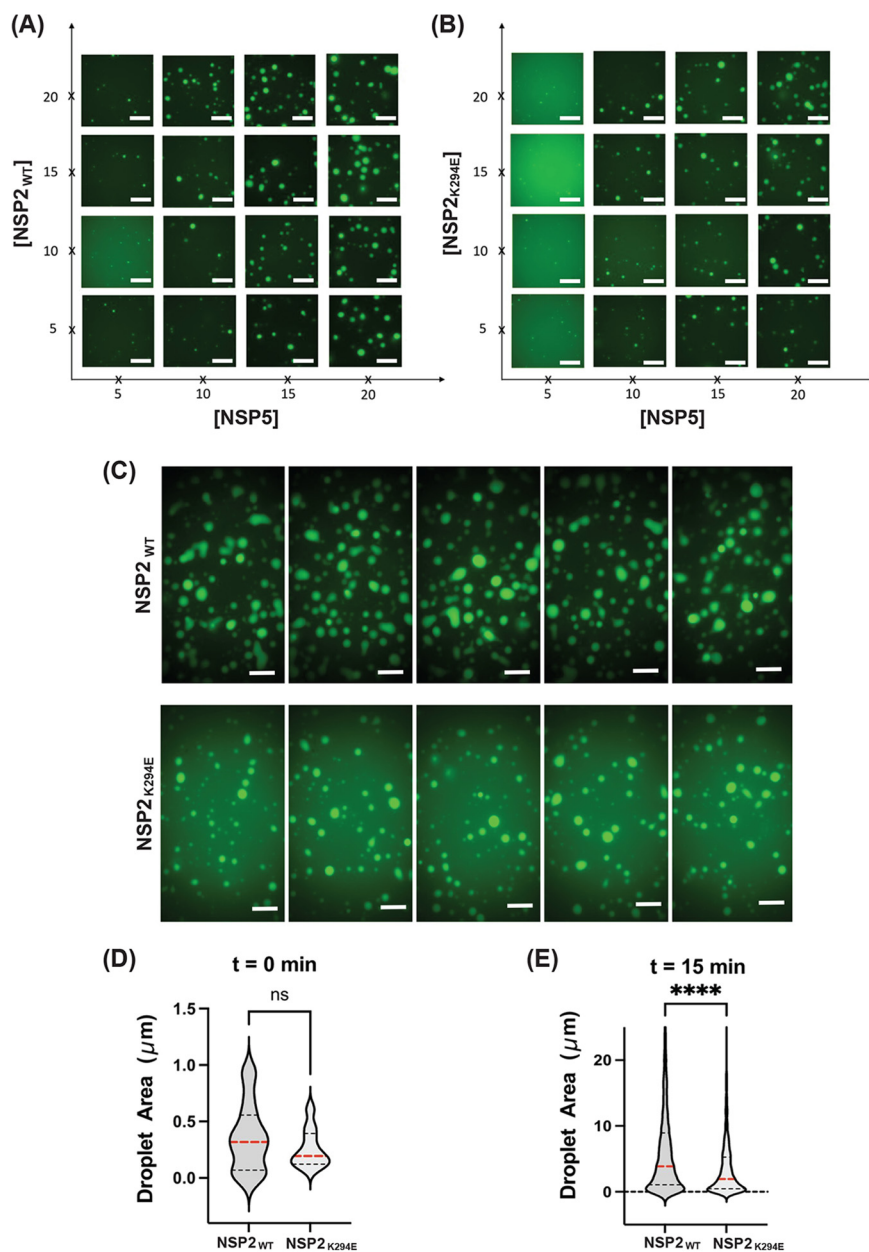 (A)
20
15
10
5
[NSP2WT]
5 10 15 20
[NSP5]
(B)
20
15
10
5
[NSP2K294E]
5 10 15 20
[NSP5]
(C)
NSP2 WT
NSP2K294E
(D)
t = 0 min
ns
Droplet Area (μm)
1.5
1.0
0.5
0.0
NSP2WT NSP2K294E
(E)
t = 15 min
****
Droplet Area (μm)
20
10
0
NSP2WT NSP2K294E